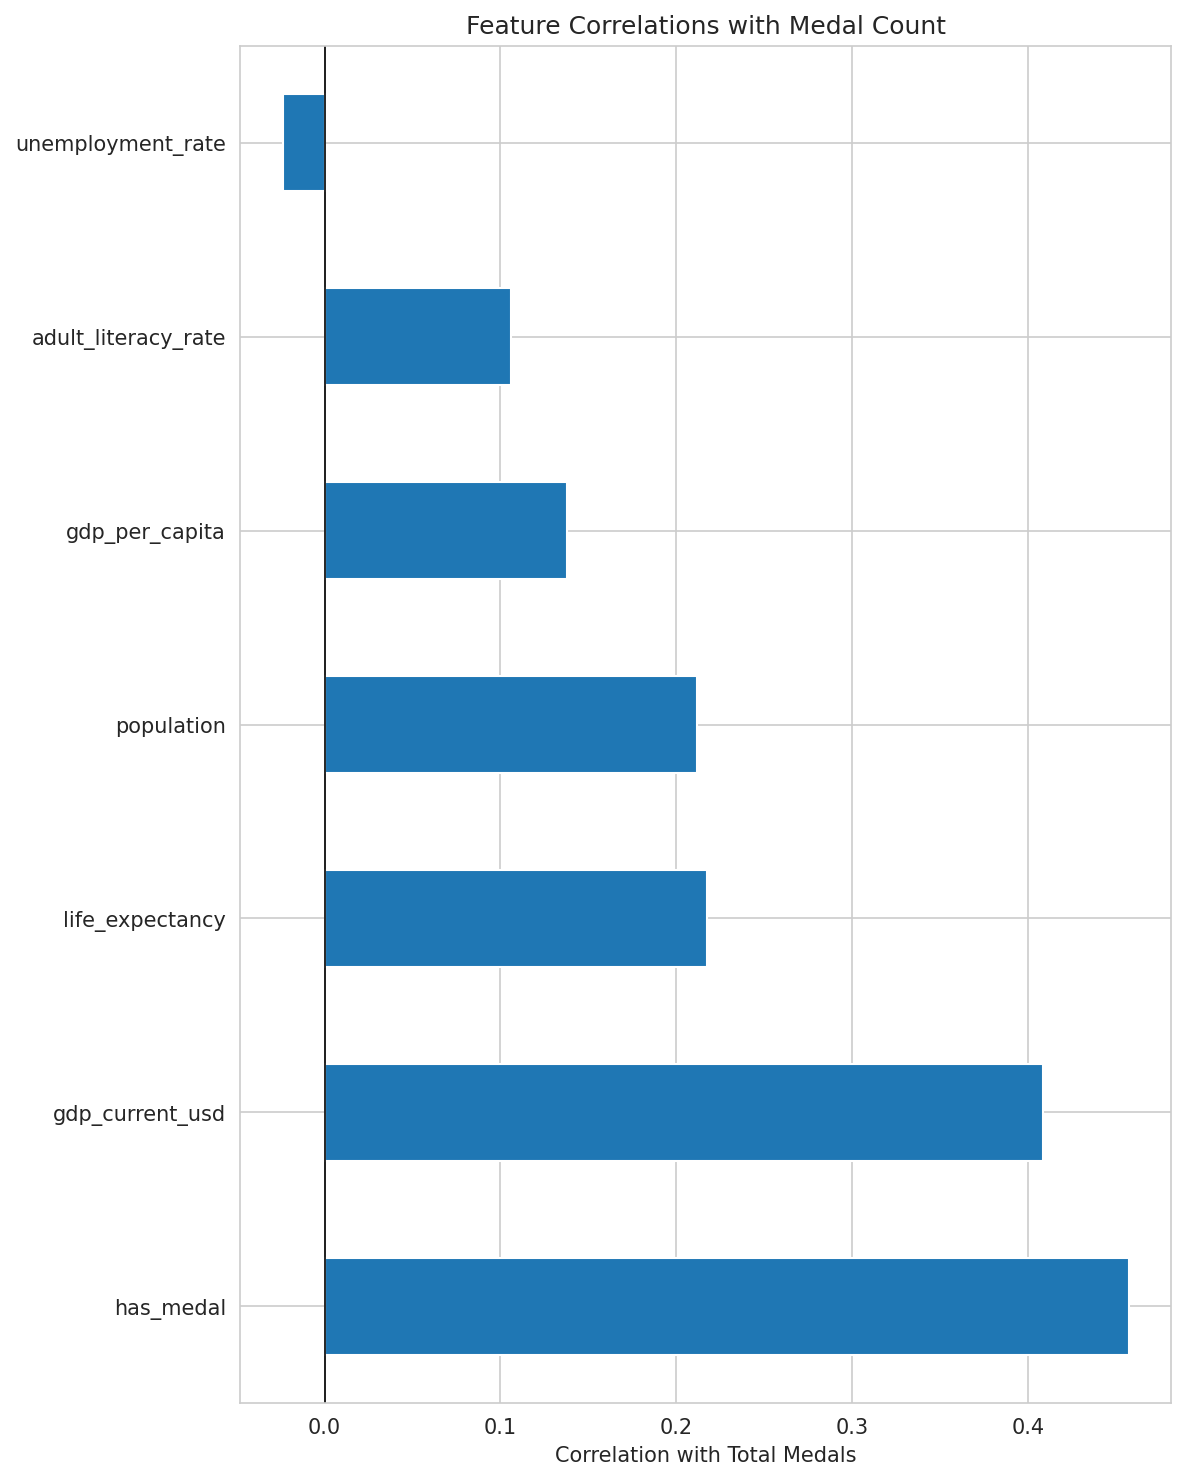 Feature Correlations with Medal Count
unemployment_rate
adult_literacy_rate
gdp_per_capita
population
life_expectancy
gdp_current_usd
has_medal
0.0 0.1 0.2 0.3 0.4
Correlation with Total Medals